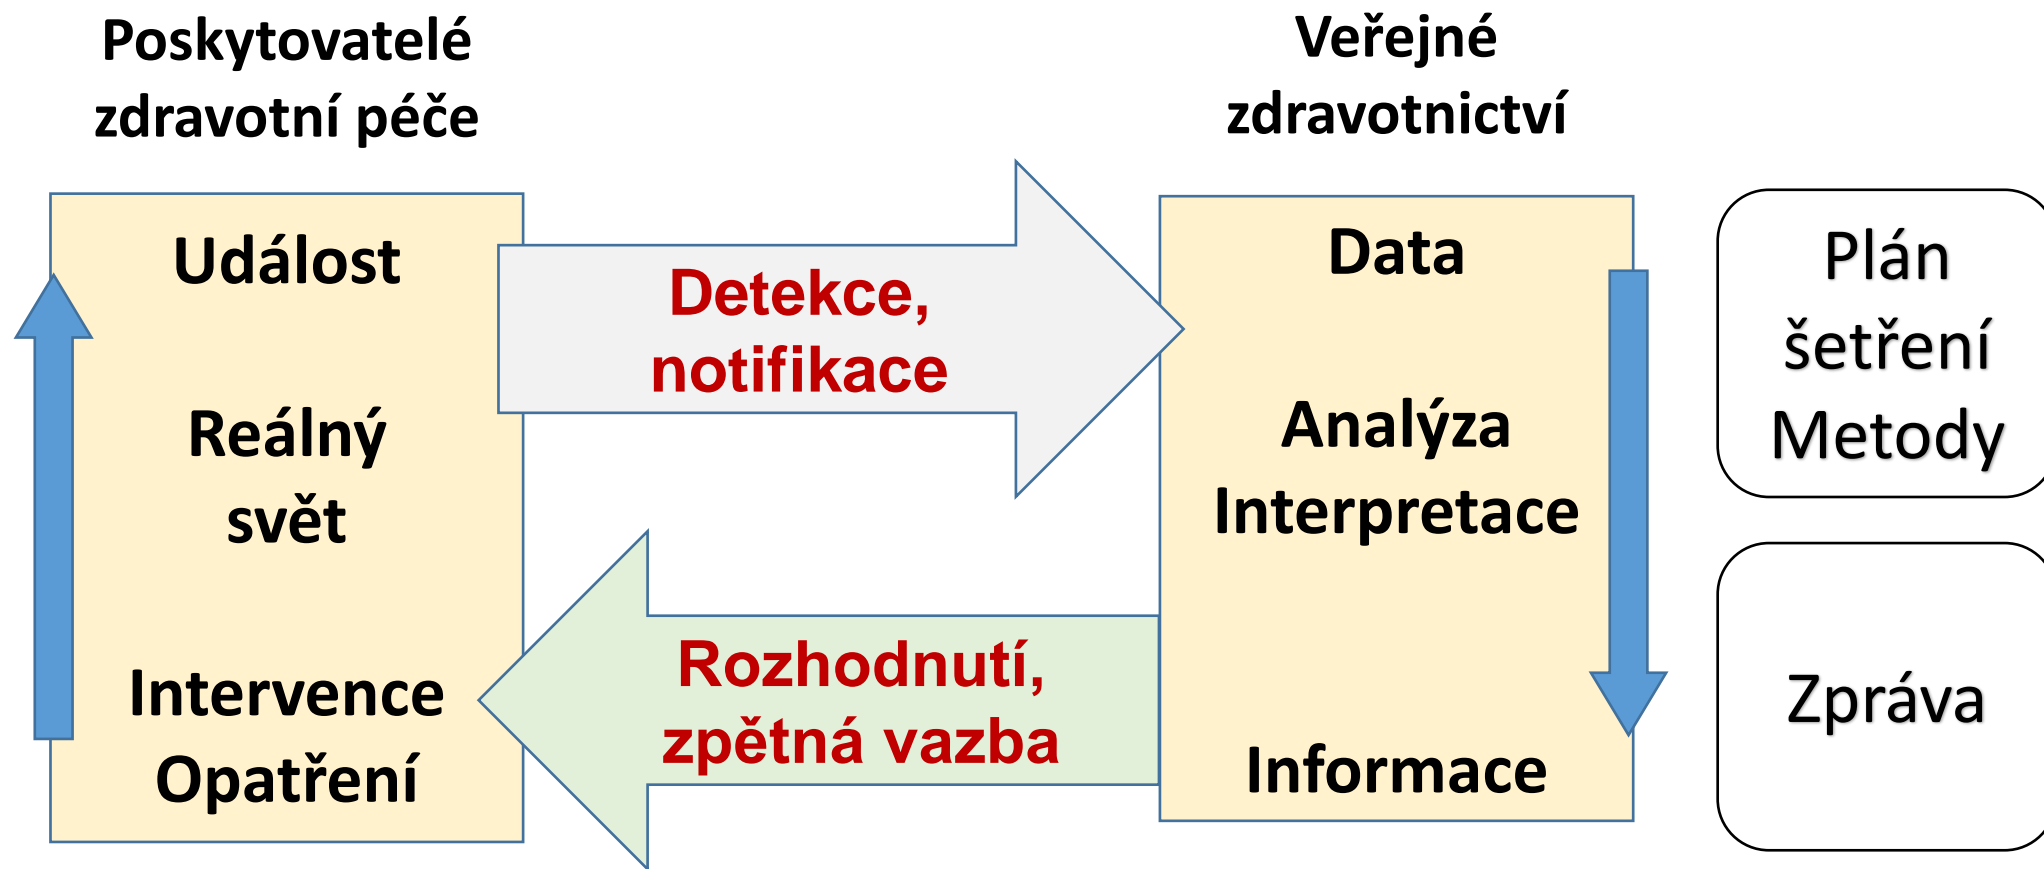 Poskytovatelé
zdravotní péče
Veřejné
zdravotnictví
Událost
Reálný
svět
Intervence
Opatření
Detekce,
notifikace
Rozhodnutí,
zpětná vazba
Data
Analýza
Interpretace
Informace
Plán
šetření
Metody
Zpráva